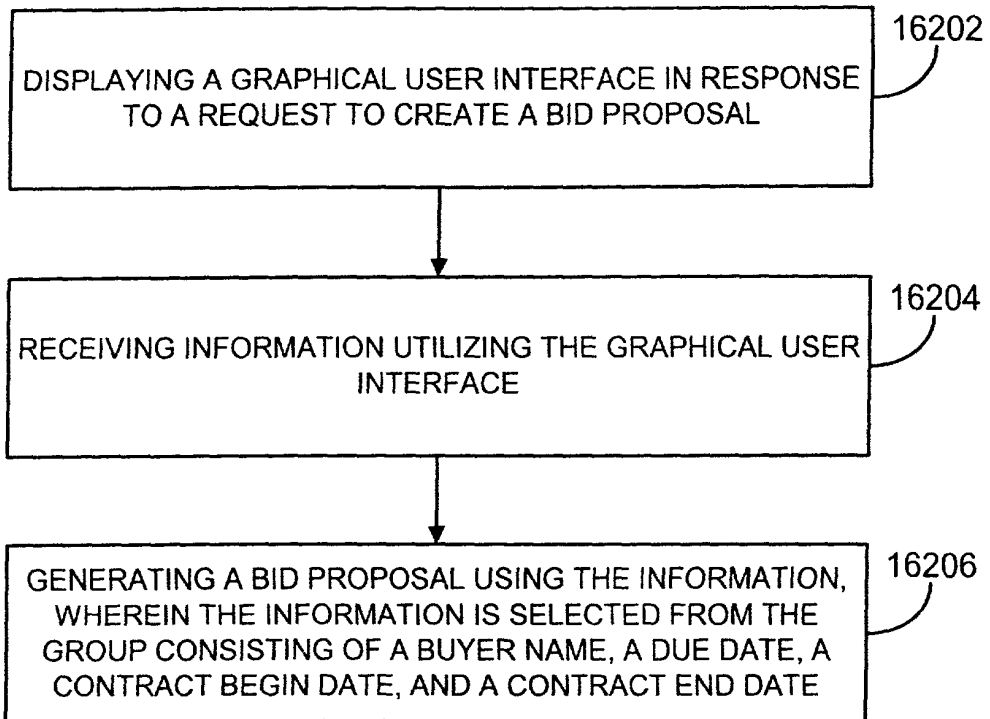 16202
DISPLAYING A GRAPHICAL USER INTERFACE IN RESPONSE
TO A REQUEST TO CREATE A BID PROPOSAL
16204
RECEIVING INFORMATION UTILIZING THE GRAPHICAL USER
INTERFACE
16206
GENERATING A BID PROPOSAL USING THE INFORMATION,
WHEREIN THE INFORMATION IS SELECTED FROM THE
GROUP CONSISTING OF A BUYER NAME, A DUE DATE, A
CONTRACT BEGIN DATE, AND A CONTRACT END DATE